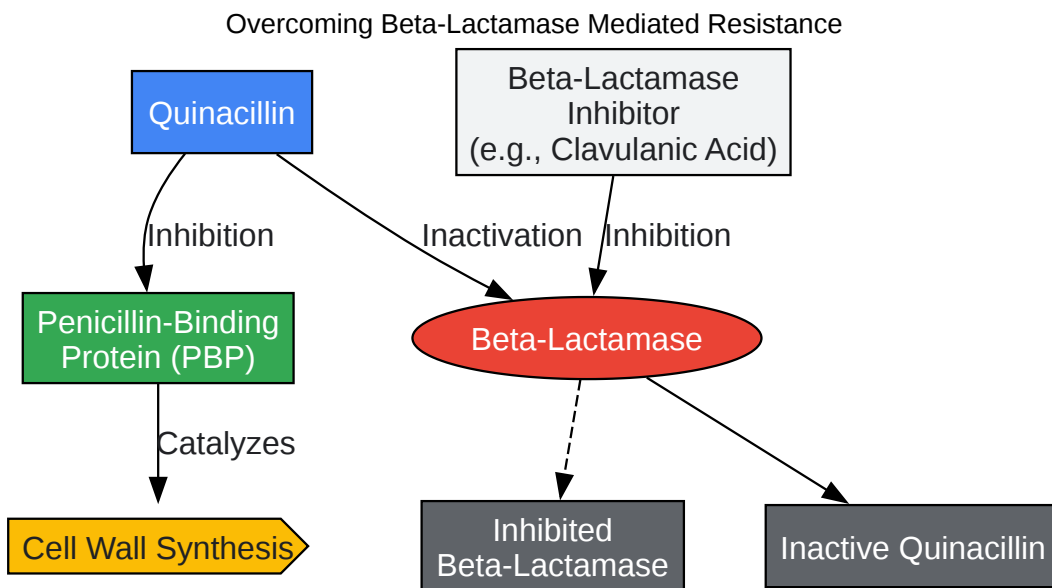 Overcoming Beta-Lactamase Mediated Resistance
Quinacillin
Beta-Lactamase
Inhibitor
(e.g., Clavulanic Acid)
Inhibition
Inactivation
Inhibition
Penicillin-Binding
Protein (PBP)
Beta-Lactamase
Catalyzes
Cell Wall Synthesis
Inhibited
Beta-Lactamase
Inactive Quinacillin